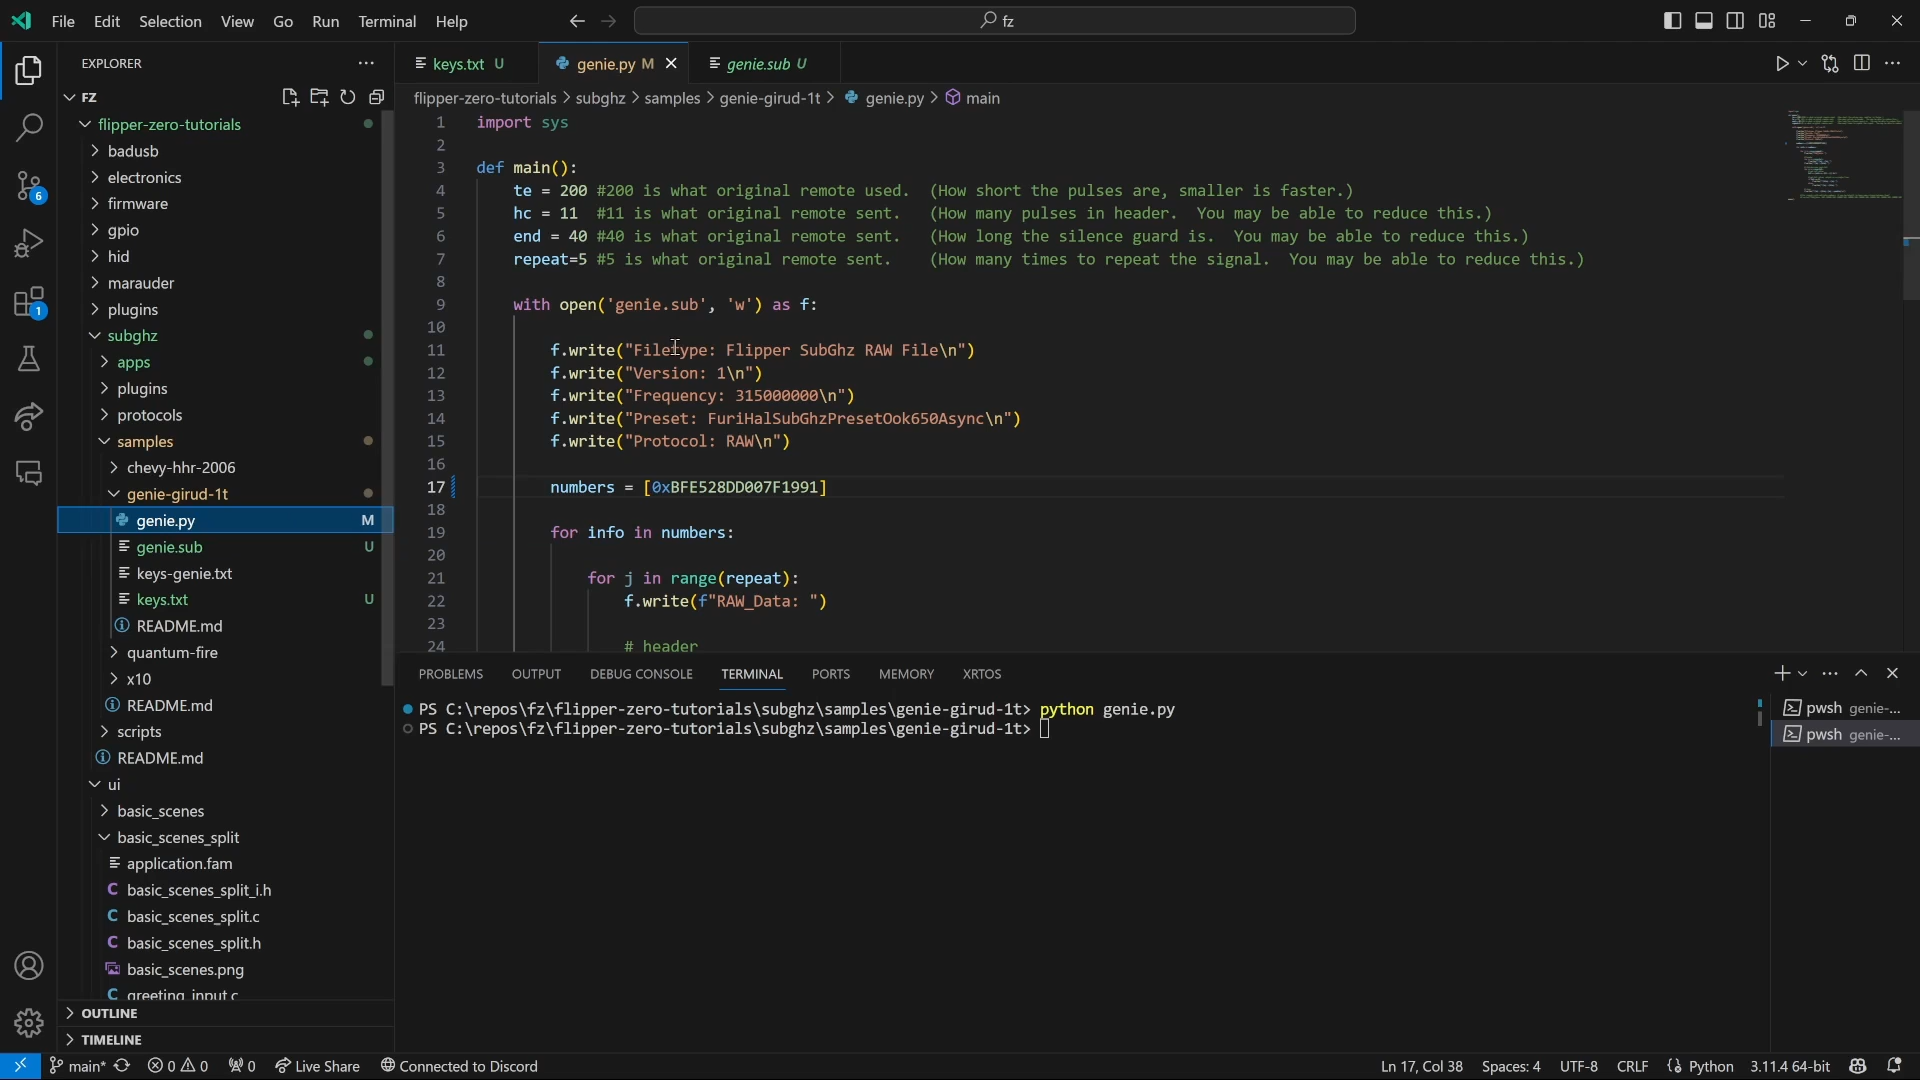 File Edit Selection View Go Run Terminal Help
fz
EXPLORER
FZ
flipper-zero-tutorials
badusb
electronics
firmware
gpio
hid
marauder
plugins
subghz
apps
plugins
protocols
samples
chevy-hhr-2006
genie-girud-1t
genie.py M
genie.sub U
keys-genie.txt
keys.txt U
README.md
quantum-fire
x10
README.md
scripts
README.md
ui
basic_scenes
basic_scenes_split
application.fam
C basic_scenes_split_i.h
C basic_scenes_split.c
C basic_scenes_split.h
basic_scenes.png
C greeting_input.c
OUTLINE
TIMELINE
6
1
keys.txt U
genie.py M
genie.sub U
flipper-zero-tutorials > subghz > samples > genie-girud-1t > genie.py > main
1 import sys
2
3 def main():
4 te = 200 #200 is what original remote used. (How short the pulses are, smaller is faster.)
5 hc = 11 #11 is what original remote sent. (How many pulses in header. You may be able to reduce this.)
6 end = 40 #40 is what original remote sent. (How long the silence guard is. You may be able to reduce this.)
7 repeat=5 #5 is what original remote sent. (How many times to repeat the signal. You may be able to reduce this.)
8
9 with open('genie.sub', 'w') as f:
10
11 f.write("Filetype: Flipper SubGhz RAW File\n")
12 f.write("Version: 1\n")
13 f.write("Frequency: 315000000\n")
14 f.write("Preset: FuriHalSubGhzPresetOok650Async\n")
15 f.write("Protocol: RAW\n")
16
17 numbers = [0xBFE528DD007F1991]
18
19 for info in numbers:
20
21 for j in range(repeat):
22 f.write(f"RAW_Data: ")
23
24 # header
PROBLEMS OUTPUT DEBUG CONSOLE TERMINAL PORTS MEMORY XRTOS
PS C:\repos\fz\flipper-zero-tutorials\subghz\samples\genie-girud-1t> python genie.py
PS C:\repos\fz\flipper-zero-tutorials\subghz\samples\genie-girud-1t>
pwsh genie-...
pwsh genie-...
main* 0 0 0 Live Share Connected to Discord Ln 17, Col 38 Spaces: 4 UTF-8 CRLF Python 3.11.4 64-bit